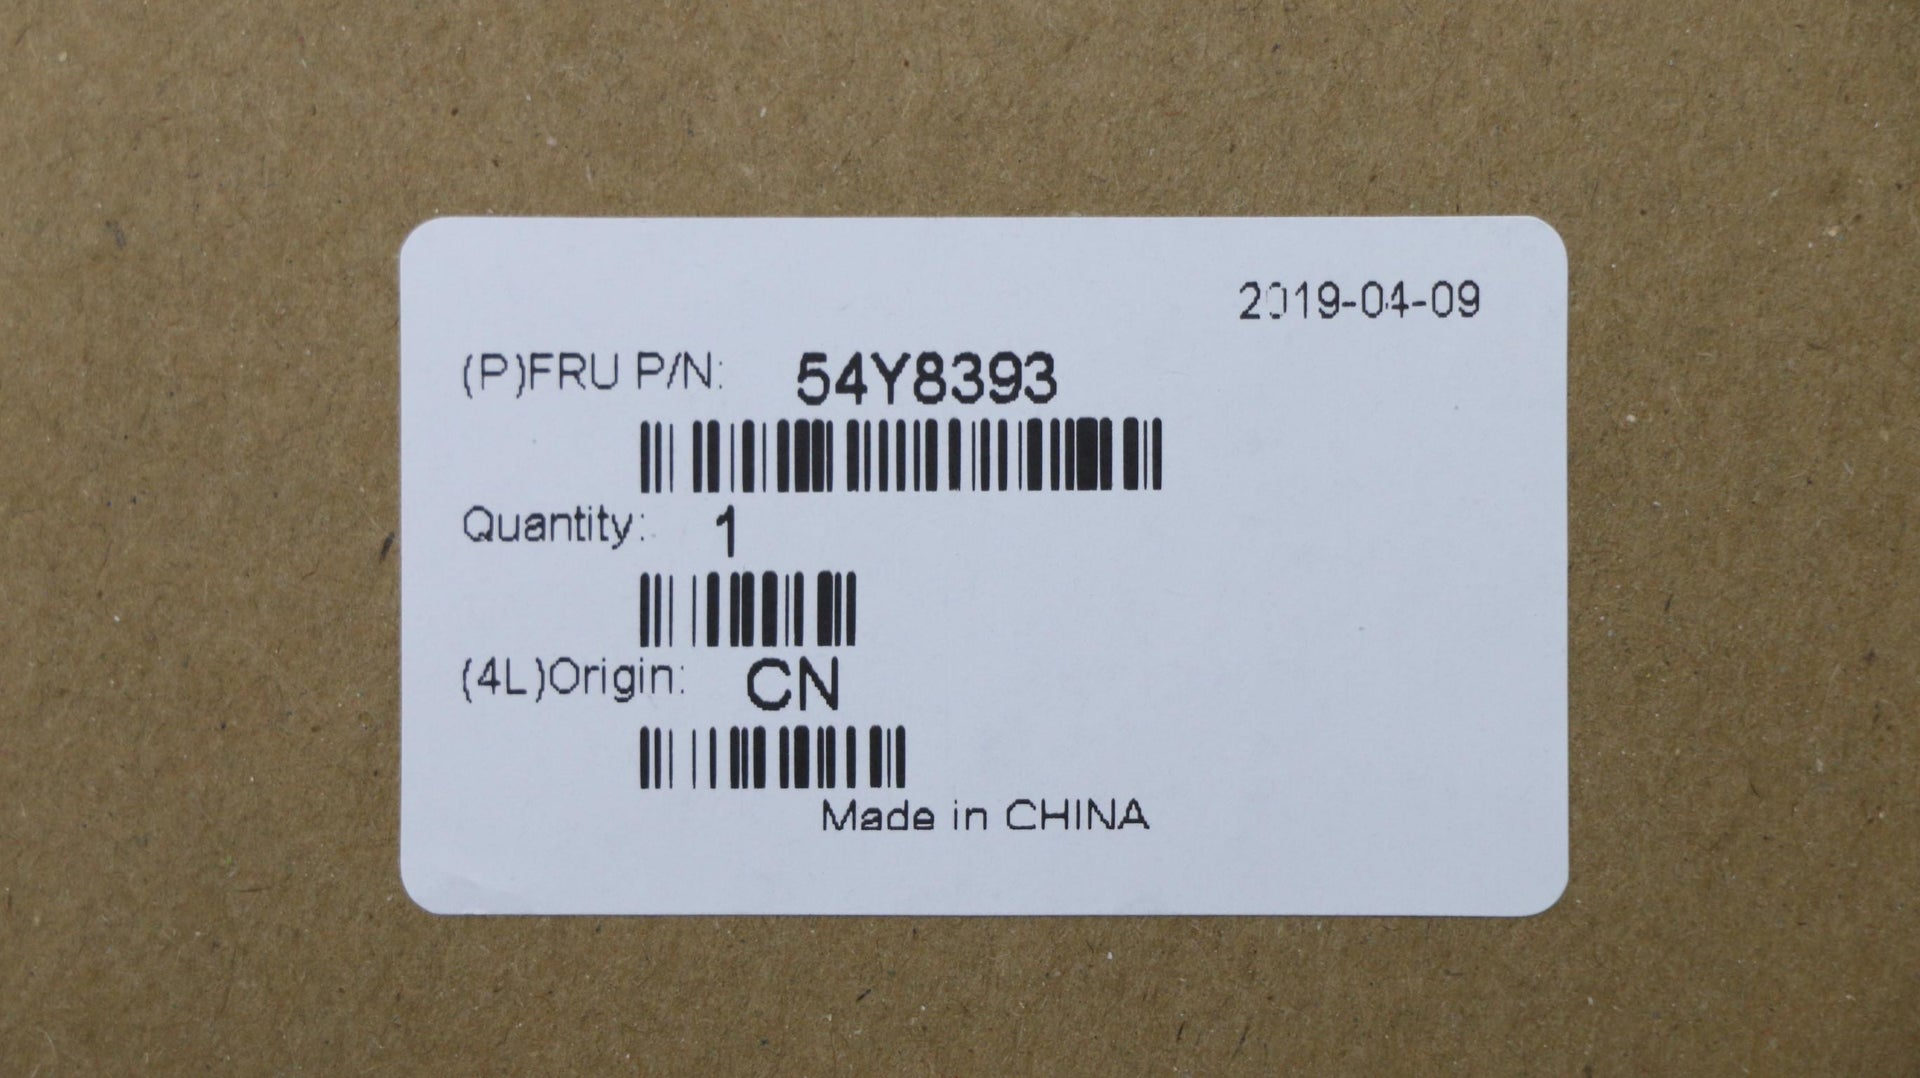 2019-04-09
(P)FRU P/N: 54Y8393
Quantity: 1
(4L)Origin: CN
Made in CHINA